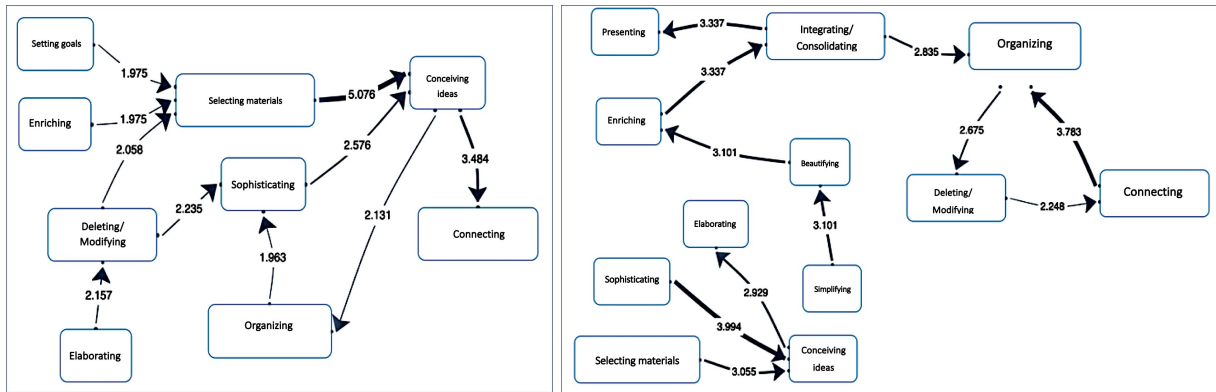 Setting goals
1.975
Enriching
1.975
2.058
Selecting materials
5.076
Conceiving
ideas
2.576
3.484
Sophisticating
2.235
2.131
Deleting/
Modifying
Connecting
1.963
2.157
Organizing
Elaborating
Presenting
3.337
Integrating/
Consolidating
2.835
Organizing
3.337
Enriching
3.101
Beautifying
2.675
3.783
Deleting/
Modifying
2.248
Connecting
Elaborating
3.101
Sophisticating
2.929
Simplifying
3.994
Selecting materials
3.055
Conceiving
ideas